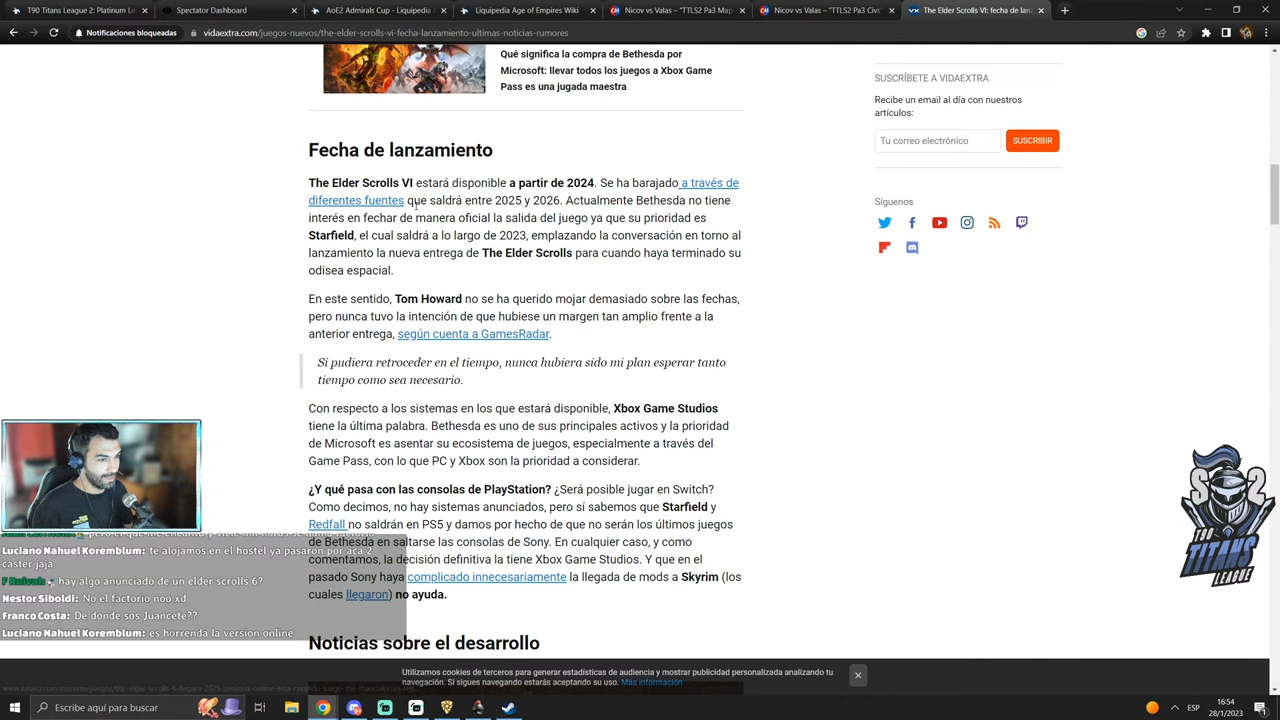 T90 Titans League 2: Platinum Le
Spectator Dashboard
AoE2 Admirals Cup - Liquipedia
Liquipedia Age of Empires Wiki
Nicov vs Valas – "TTLS2 Pa3 Map
Nicov vs Valas – "TTLS2 Pa3 Civs
The Elder Scrolls VI: fecha de lan
Notificaciones bloqueadas
vidaextra.com/juegos-nuevos/the-elder-scrolls-vi-fecha-lanzamiento-ultimas-noticias-rumores
Qué significa la compra de Bethesda por
Microsoft: llevar todos los juegos a Xbox Game
Pass es una jugada maestra
SUSCRÍBETE A VIDAEXTRA
Recibe un email al día con nuestros
artículos:
Tu correo electrónico
SUSCRIBIR
Síguenos
Fecha de lanzamiento
The Elder Scrolls VI estará disponible a partir de 2024. Se ha barajado a través de
diferentes fuentes que saldrá entre 2025 y 2026. Actualmente Bethesda no tiene
interés en fechar de manera oficial la salida del juego ya que su prioridad es
Starfield, el cual saldrá a lo largo de 2023, emplazando la conversación en torno al
lanzamiento la nueva entrega de The Elder Scrolls para cuando haya terminado su
odisea espacial.
En este sentido, Tom Howard no se ha querido mojar demasiado sobre las fechas,
pero nunca tuvo la intención de que hubiese un margen tan amplio frente a la
anterior entrega, según cuenta a GamesRadar.
Si pudiera retroceder en el tiempo, nunca hubiera sido mi plan esperar tanto
tiempo como sea necesario.
Con respecto a los sistemas en los que estará disponible, Xbox Game Studios
tiene la última palabra. Bethesda es uno de sus principales activos y la prioridad
de Microsoft es asentar su ecosistema de juegos, especialmente a través del
Game Pass, con lo que PC y Xbox son la prioridad a considerar.
¿Y qué pasa con las consolas de PlayStation? ¿Será posible jugar en Switch?
Como decimos, no hay sistemas anunciados, pero sí sabemos que Starfield y
Redfall no saldrán en PS5 y damos por hecho de que no serán los últimos juegos
de Bethesda en saltarse las consolas de Sony. En cualquier caso, y como
comentamos, la decisión definitiva la tiene Xbox Game Studios. Y que en el
pasado Sony haya complicado innecesariamente la llegada de mods a Skyrim (los
cuales llegaron) no ayuda.
Noticias sobre el desarrollo
Luciano Nahuel Koremblum: te alojamos en el hostel ya pasaron por acá 2
caster jaja
hay algo anunciado de un elder scrolls 6?
Nestor Siboldi: No el factorio noo xd
Franco Costa: De donde sos Juancete??
Luciano Nahuel Koremblum: es horrenda la versión online
T90
TITANS
LEAGUE
Utilizamos cookies de terceros para generar estadísticas de audiencia y mostrar publicidad personalizada analizando tu
navegación. Si sigues navegando estarás aceptando su uso. Más información
Escribe aquí para buscar
ESP
16:54
28/1/2023